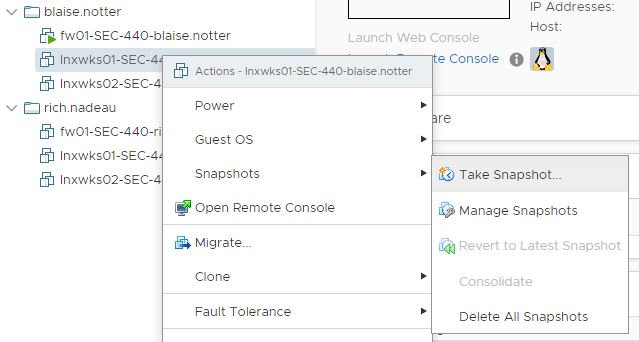 blaise.notter
fw01-SEC-440-blaise.notter
lnxwks01-SEC-44
lnxwks02-SEC-4
rich.nadeau
fw01-SEC-440-ri
lnxwks01-SEC-44
lnxwks02-SEC-4
IP Addresses:
Host:
Launch Web Console
Remote Console
Actions - lnxwks01-SEC-440-blaise.notter
Power
Guest OS
Snapshots
Open Remote Console
Migrate...
Clone
Fault Tolerance
Take Snapshot...
Manage Snapshots
Revert to Latest Snapshot
Consolidate
Delete All Snapshots